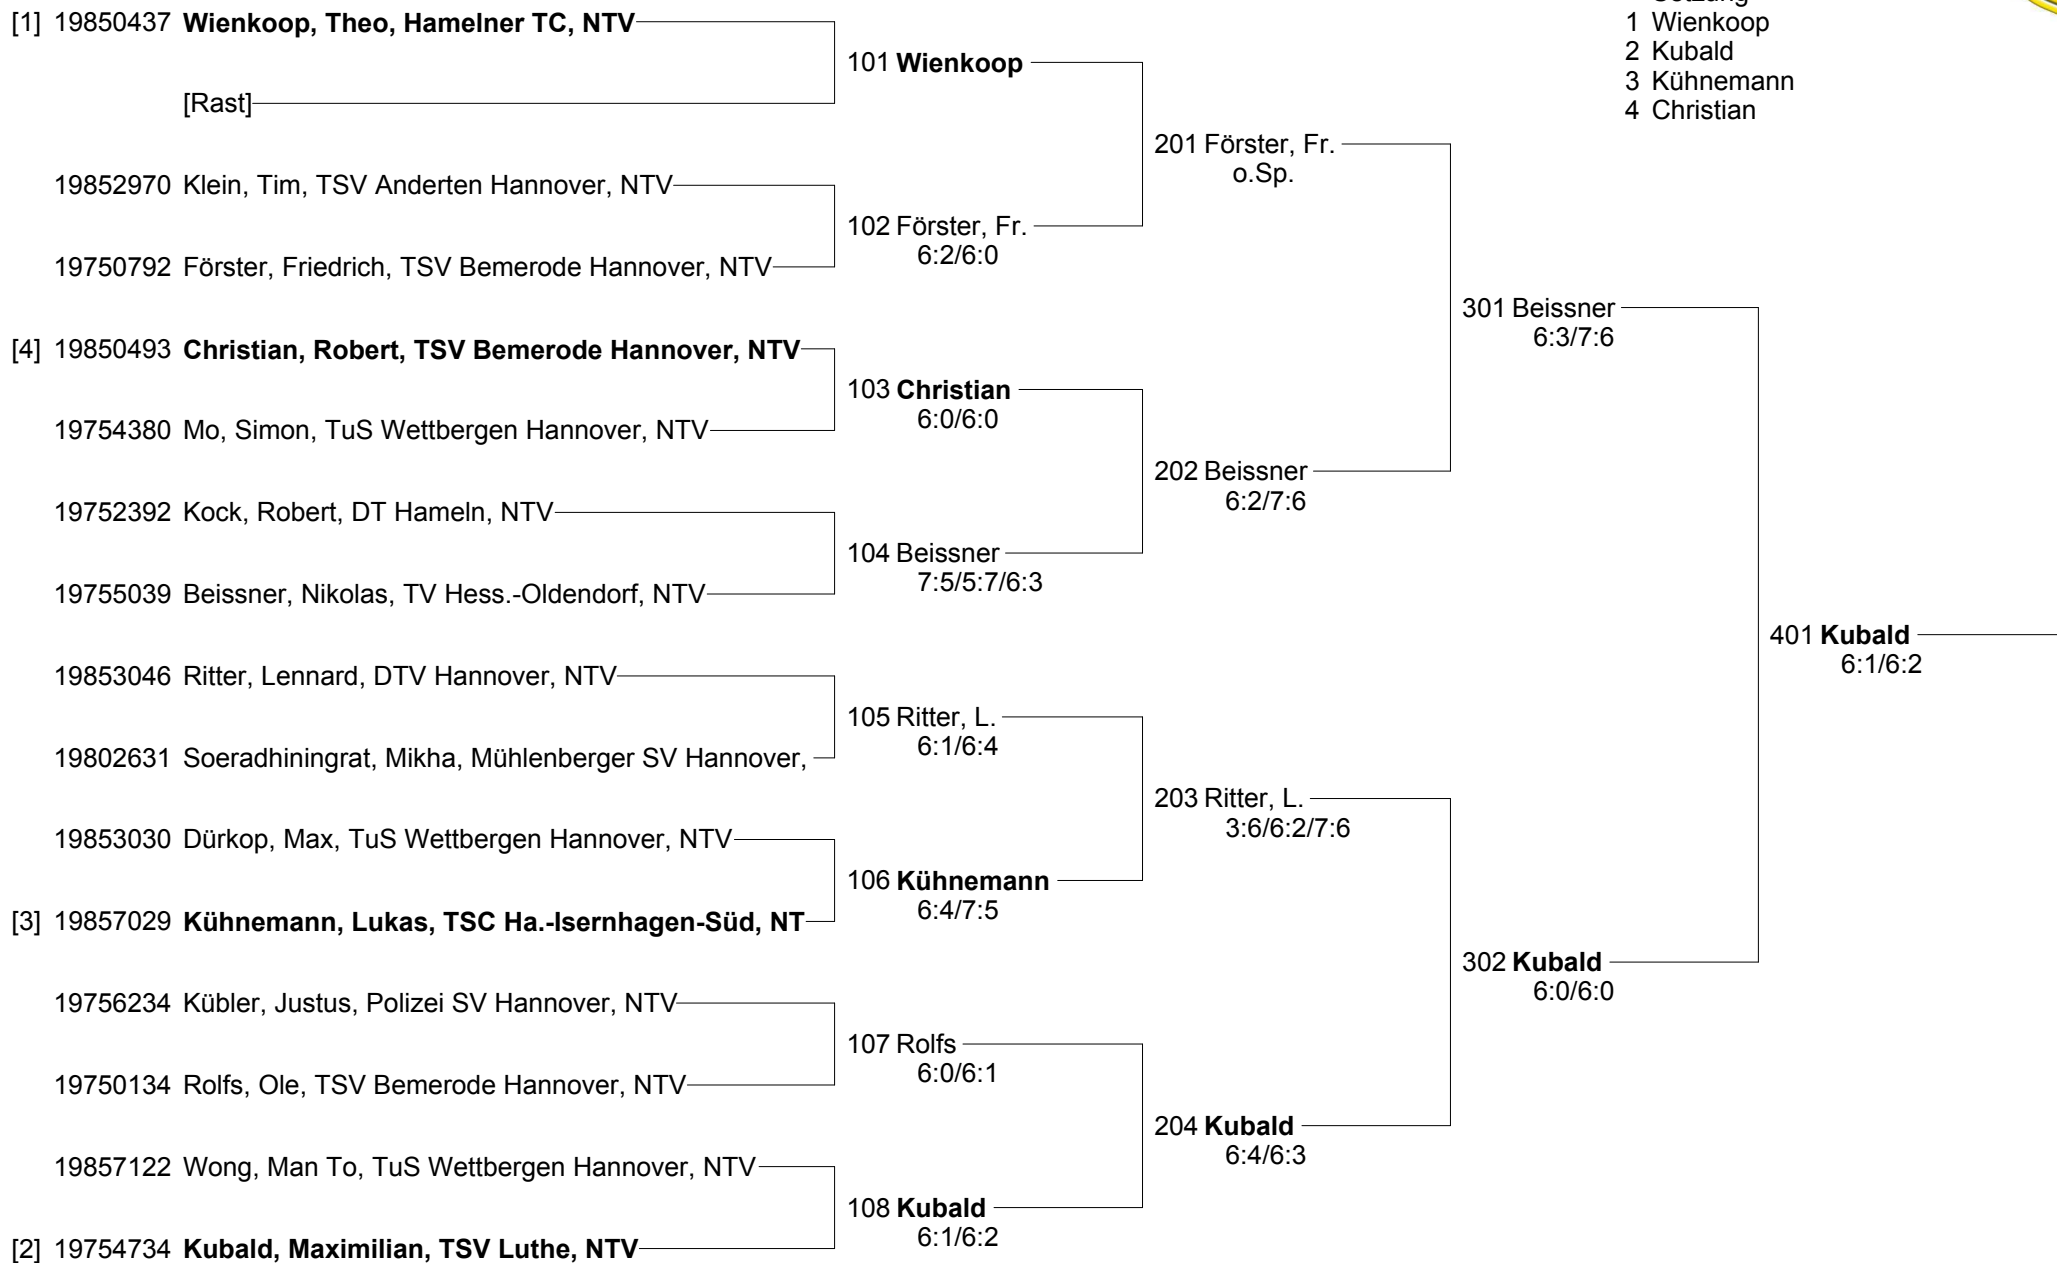 [1] 19850437 Wienkoop, Theo, Hamelner TC, NTV
[Rast]
19852970 Klein, Tim, TSV Anderten Hannover, NTV
19750792 Förster, Friedrich, TSV Bemerode Hannover, NTV
[4] 19850493 Christian, Robert, TSV Bemerode Hannover, NTV
19754380 Mo, Simon, TuS Wettbergen Hannover, NTV
19752392 Kock, Robert, DT Hameln, NTV
19755039 Beissner, Nikolas, TV Hess.-Oldendorf, NTV
19853046 Ritter, Lennard, DTV Hannover, NTV
19802631 Soeradhiningrat, Mikha, Mühlenberger SV Hannover,
19853030 Dürkop, Max, TuS Wettbergen Hannover, NTV
[3] 19857029 Kühnemann, Lukas, TSC Ha.-Isernhagen-Süd, NT
19756234 Kübler, Justus, Polizei SV Hannover, NTV
19750134 Rolfs, Ole, TSV Bemerode Hannover, NTV
19857122 Wong, Man To, TuS Wettbergen Hannover, NTV
[2] 19754734 Kubald, Maximilian, TSV Luthe, NTV
101 Wienkoop
102 Förster, Fr.
6:2/6:0
103 Christian
6:0/6:0
104 Beissner
7:5/5:7/6:3
105 Ritter, L.
6:1/6:4
106 Kühnemann
6:4/7:5
107 Rolfs
6:0/6:1
108 Kubald
6:1/6:2
201 Förster, Fr.
o.Sp.
202 Beissner
6:2/7:6
203 Ritter, L.
3:6/6:2/7:6
204 Kubald
6:4/6:3
301 Beissner
6:3/7:6
302 Kubald
6:0/6:0
401 Kubald
6:1/6:2
1 Wienkoop
2 Kubald
3 Kühnemann
4 Christian